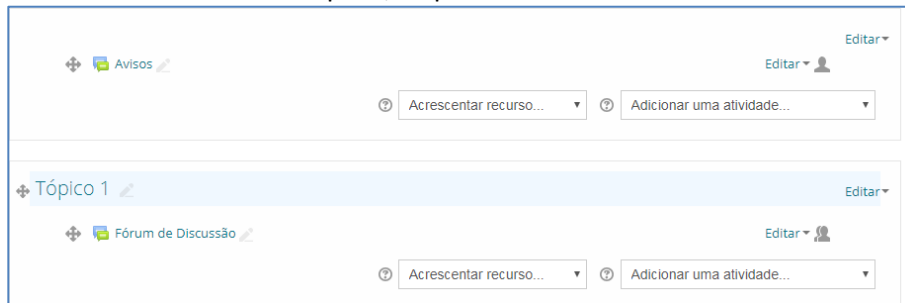 Editar
Avisos Editar
Acrescentar recurso... Adicionar uma atividade...
Tópico 1 Editar
Fórum de Discussão Editar
Acrescentar recurso... Adicionar uma atividade...